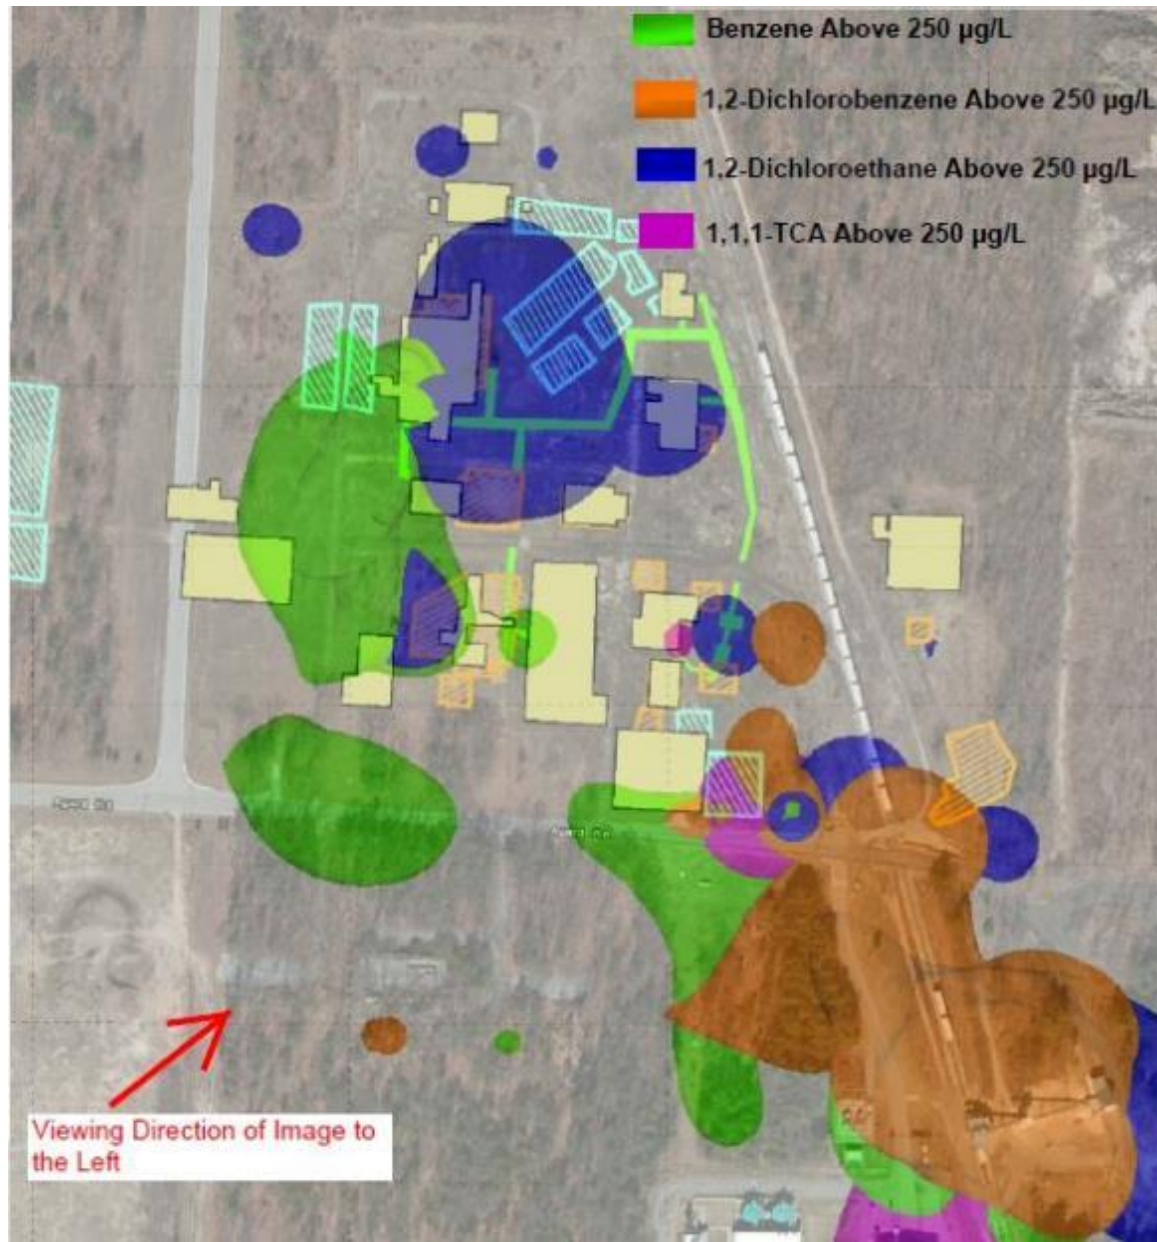 Benzene Above 250 µg/L
1,2-Dichlorobenzene Above 250 µg/L
1,2-Dichloroethane Above 250 µg/L
1,1,1-TCA Above 250 µg/L
Viewing Direction of Image to
the Left